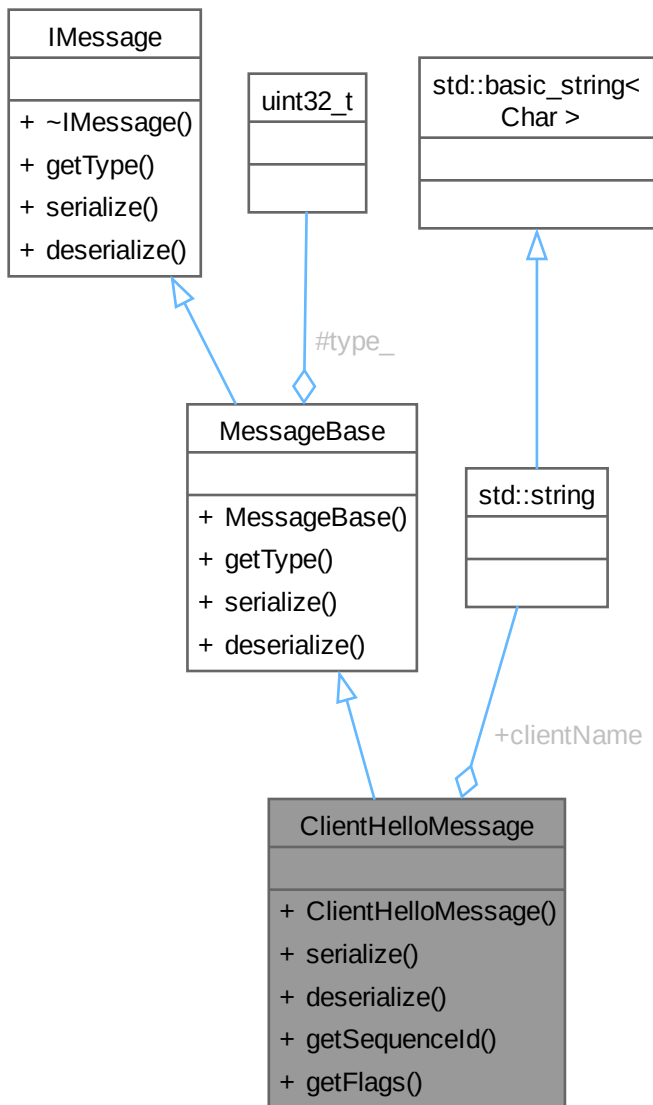 IMessage
+ ~IMessage()
+ getType()
+ serialize()
+ deserialize()
uint32_t
std::basic_string<
Char >
#type_
MessageBase
+ MessageBase()
+ getType()
+ serialize()
+ deserialize()
std::string
+clientName
ClientHelloMessage
+ ClientHelloMessage()
+ serialize()
+ deserialize()
+ getSequenceId()
+ getFlags()